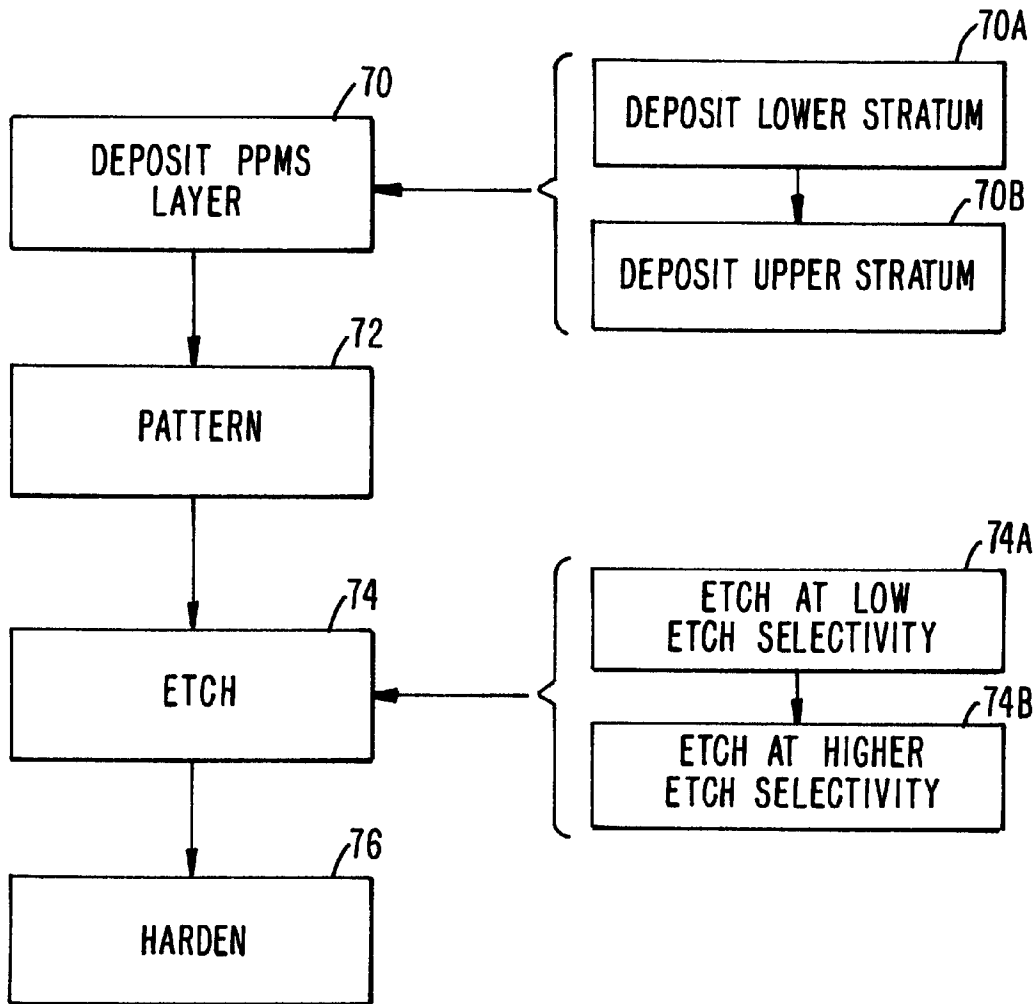 70
DEPOSIT PPMS
LAYER
70A
DEPOSIT LOWER STRATUM
70B
DEPOSIT UPPER STRATUM
72
PATTERN
74
ETCH
74A
ETCH AT LOW
ETCH SELECTIVITY
74B
ETCH AT HIGHER
ETCH SELECTIVITY
76
HARDEN